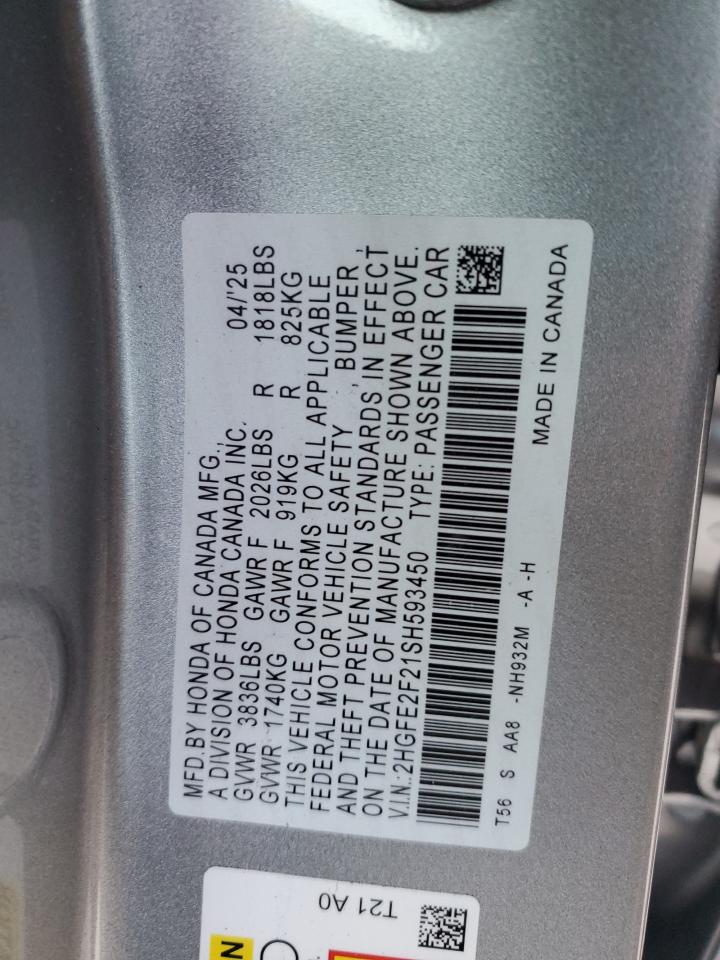 MFD.BY HONDA OF CANADA MFG.,
A DIVISION OF HONDA CANADA INC. 04/'25
GVWR 3836LBS GAWR F 2026LBS R 1818LBS
GVWR 1740KG GAWR F 919KG R 825KG
THIS VEHICLE CONFORMS TO ALL APPLICABLE
FEDERAL MOTOR VEHICLE SAFETY, BUMPER,
AND THEFT PREVENTION STANDARDS IN EFFECT
ON THE DATE OF MANUFACTURE SHOWN ABOVE.
V.I.N.:2HGFE2F21SH593450 TYPE: PASSENGER CAR
T56 S AA8 -NH932M -A -H MADE IN CANADA
T21 A0